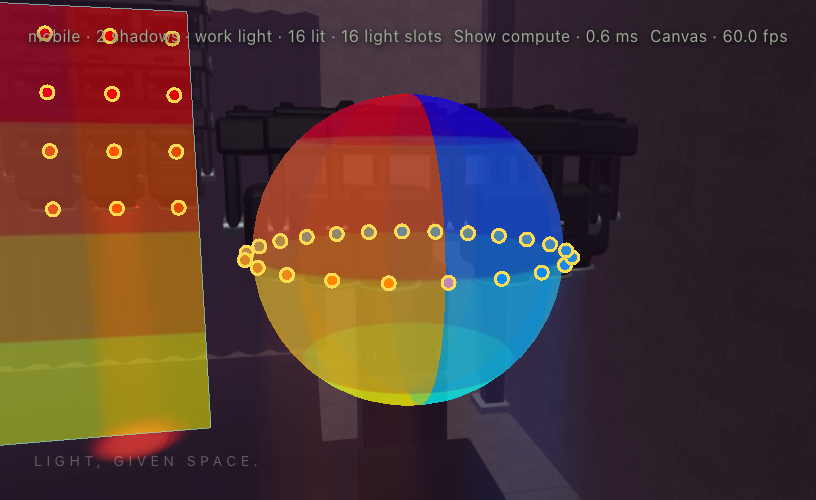 mobile · 2 shadows · work light · 16 lit · 16 light slots Show compute · 0.6 ms Canvas · 60.0 fps
LIGHT, GIVEN SPACE.